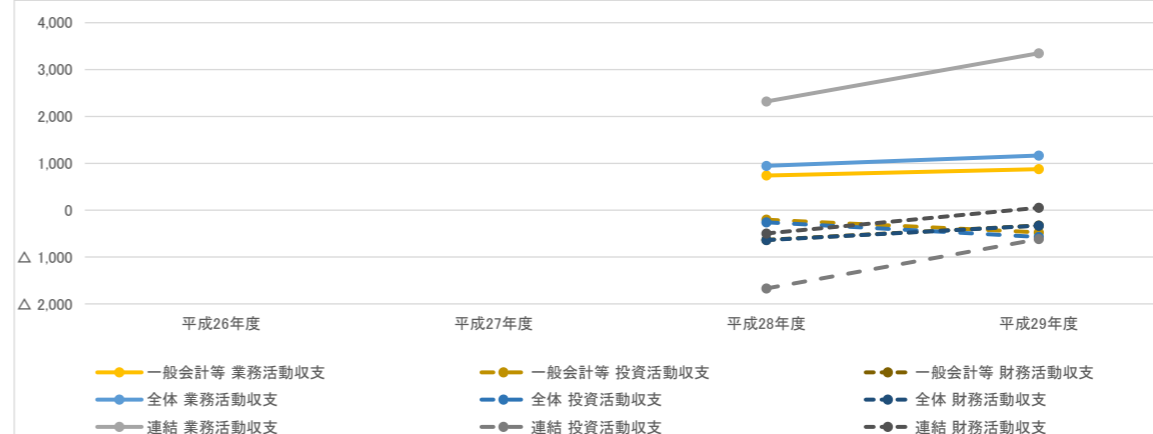 4,000
3,000
2,000
1,000
0
△ 1,000
△ 2,000
平成26年度 平成27年度 平成28年度 平成29年度
一般会計等 業務活動収支 一般会計等 投資活動収支 一般会計等 財務活動収支
全体 業務活動収支 全体 投資活動収支 全体 財務活動収支
連結 業務活動収支 連結 投資活動収支 連結 財務活動収支